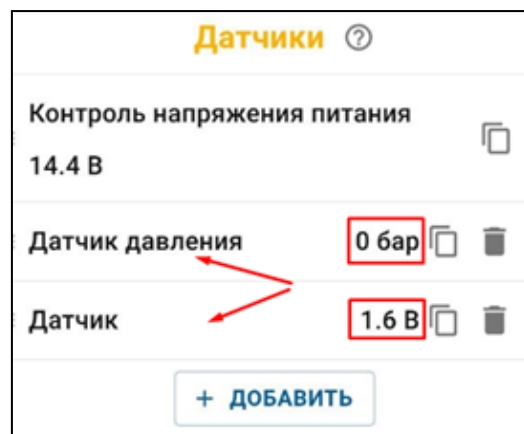 Датчики ?
Контроль напряжения питания
14.4 В
Датчик давления 0 бар
Датчик 1.6 В
+ ДОБАВИТЬ